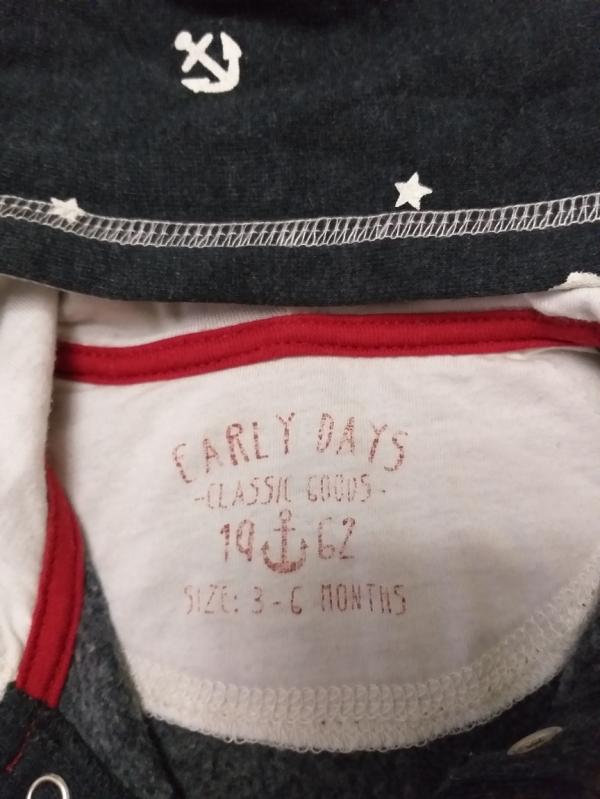 EARLY DAYS
-CLASSIC GOODS-
19 62
SIZE: 3-6 MONTHS